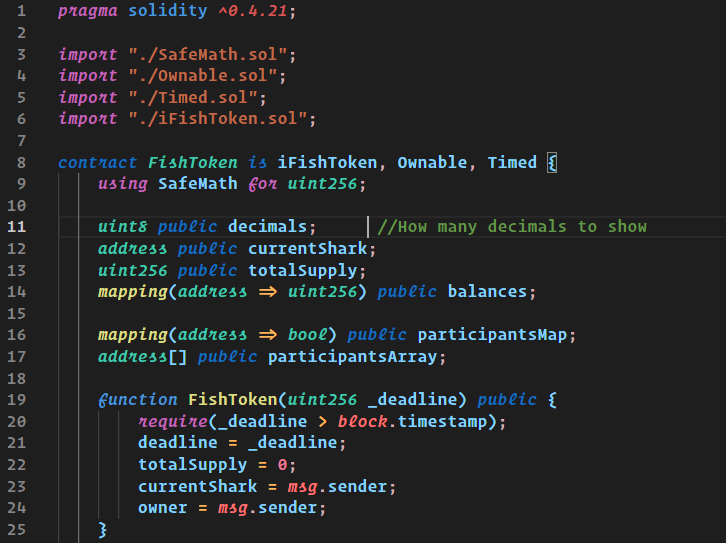 1 pragma solidity ^0.4.21;
2
3 import "./SafeMath.sol";
4 import "./Ownable.sol";
5 import "./Timed.sol";
6 import "./iFishToken.sol";
7
8 contract FishToken is iFishToken, Ownable, Timed {
9 using SafeMath for uint256;
10
11 uint8 public decimals; //How many decimals to show
12 address public currentShark;
13 uint256 public totalSupply;
14 mapping(address => uint256) public balances;
15
16 mapping(address => bool) public participantsMap;
17 address[] public participantsArray;
18
19 function FishToken(uint256 _deadline) public {
20 require(_deadline > block.timestamp);
21 deadline = _deadline;
22 totalSupply = 0;
23 currentShark = msg.sender;
24 owner = msg.sender;
25 }